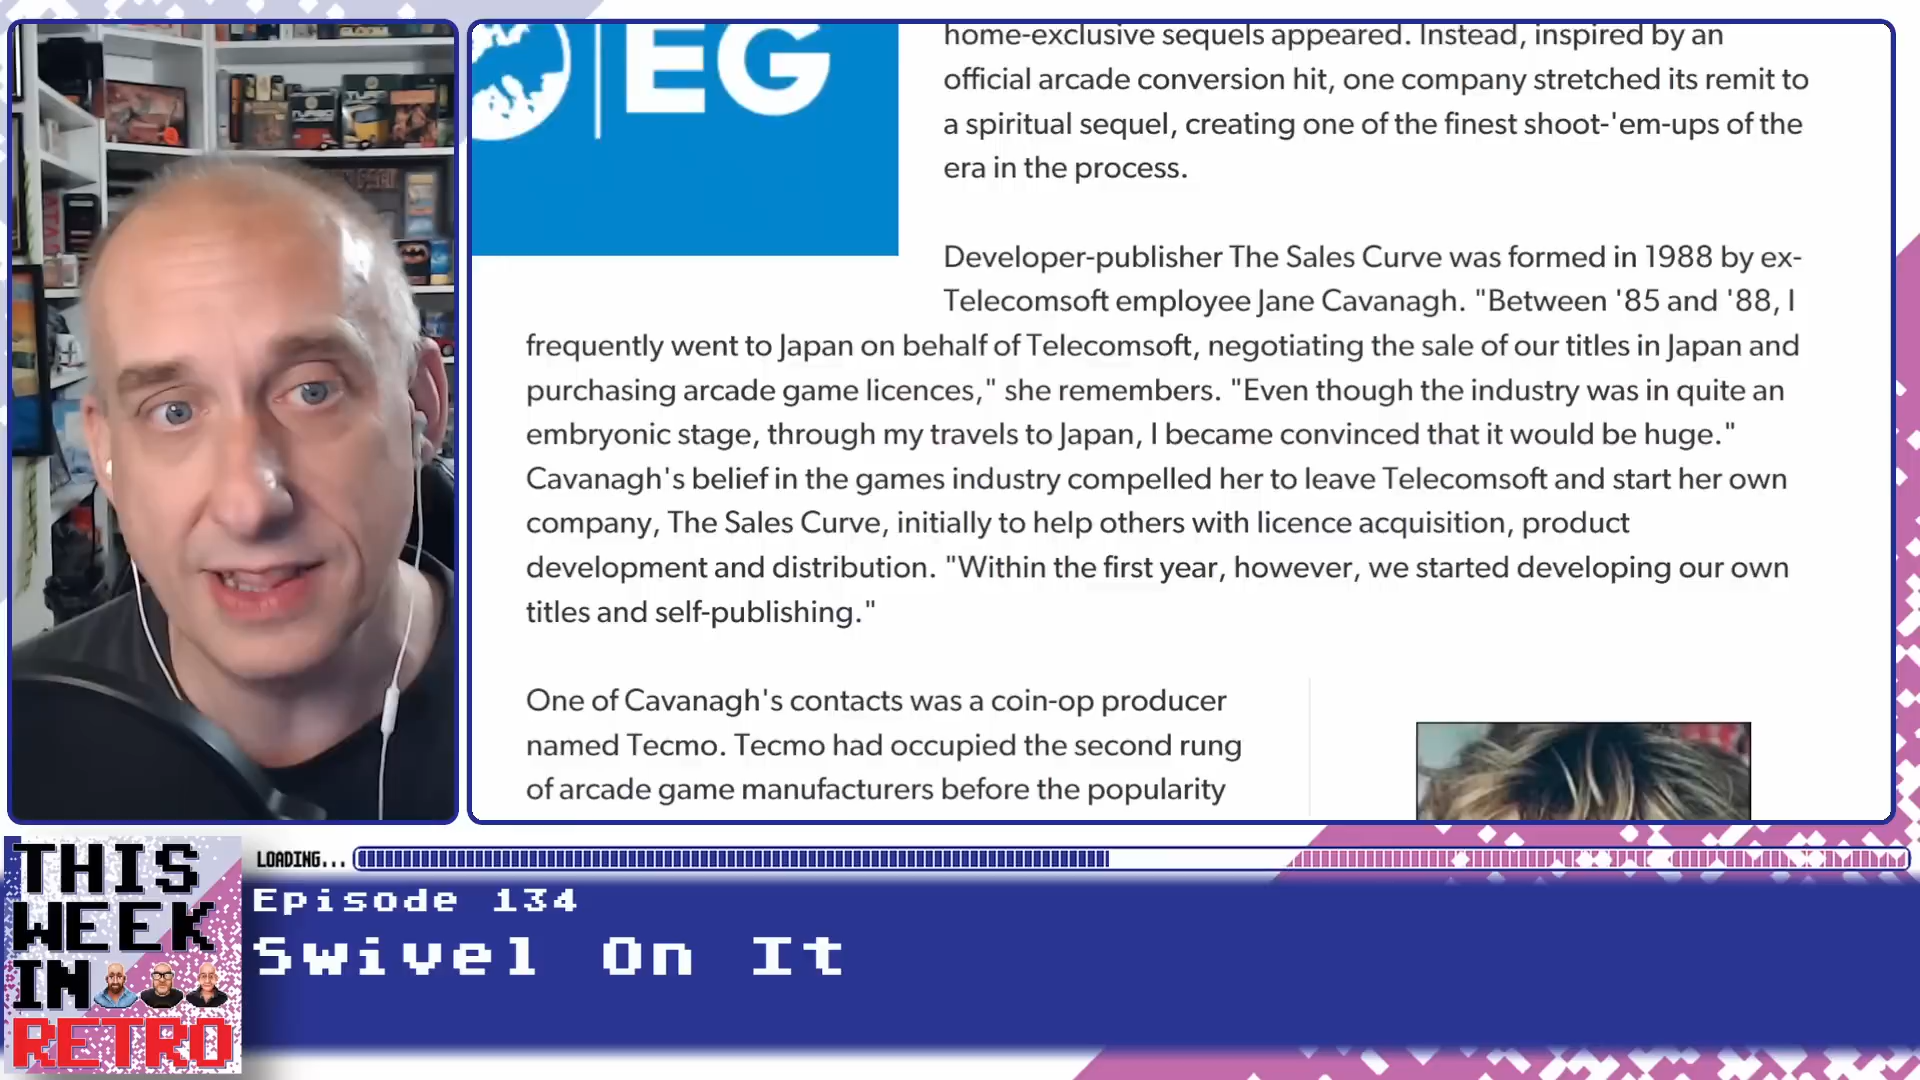 EG
home-exclusive sequels appeared. Instead, inspired by an
official arcade conversion hit, one company stretched its remit to
a spiritual sequel, creating one of the finest shoot-'em-ups of the
era in the process.
Developer-publisher The Sales Curve was formed in 1988 by ex-
Telecomsoft employee Jane Cavanagh. "Between '85 and '88, I
frequently went to Japan on behalf of Telecomsoft, negotiating the sale of our titles in Japan and
purchasing arcade game licences," she remembers. "Even though the industry was in quite an
embryonic stage, through my travels to Japan, I became convinced that it would be huge."
Cavanagh's belief in the games industry compelled her to leave Telecomsoft and start her own
company, The Sales Curve, initially to help others with licence acquisition, product
development and distribution. "Within the first year, however, we started developing our own
titles and self-publishing."
One of Cavanagh's contacts was a coin-op producer
named Tecmo. Tecmo had occupied the second rung
of arcade game manufacturers before the popularity
LOADING...
Episode 134
Swivel On It
THIS
WEEK
IN
RETRO